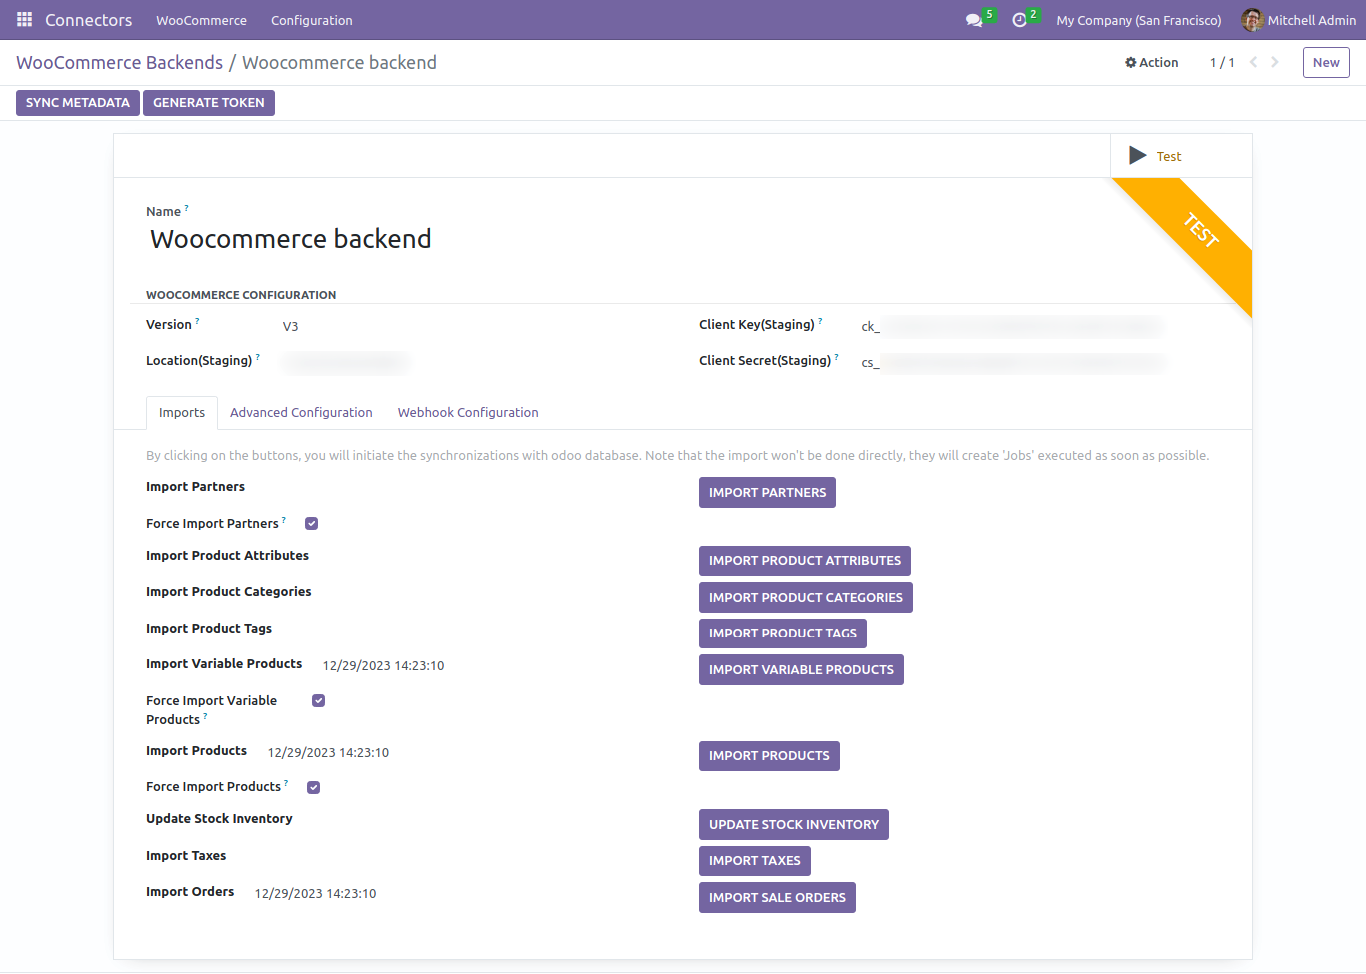 Connectors WooCommerce Configuration 5 2 My Company (San Francisco) Mitchell Admin
WooCommerce Backends / Woocommerce backend Action 1 / 1 New
SYNC METADATA GENERATE TOKEN
Test
TEST
Name ?
Woocommerce backend
WOOCOMMERCE CONFIGURATION
Version ? V3 Client Key(Staging) ? ck_
Location(Staging) ? Client Secret(Staging) ? cs_
Imports Advanced Configuration Webhook Configuration
By clicking on the buttons, you will initiate the synchronizations with odoo database. Note that the import won't be done directly, they will create 'Jobs' executed as soon as possible.
Import Partners IMPORT PARTNERS
Force Import Partners ?
Import Product Attributes IMPORT PRODUCT ATTRIBUTES
Import Product Categories IMPORT PRODUCT CATEGORIES
Import Product Tags IMPORT PRODUCT TAGS
Import Variable Products 12/29/2023 14:23:10 IMPORT VARIABLE PRODUCTS
Force Import Variable
Products ?
Import Products 12/29/2023 14:23:10 IMPORT PRODUCTS
Force Import Products ?
Update Stock Inventory UPDATE STOCK INVENTORY
Import Taxes IMPORT TAXES
Import Orders 12/29/2023 14:23:10 IMPORT SALE ORDERS